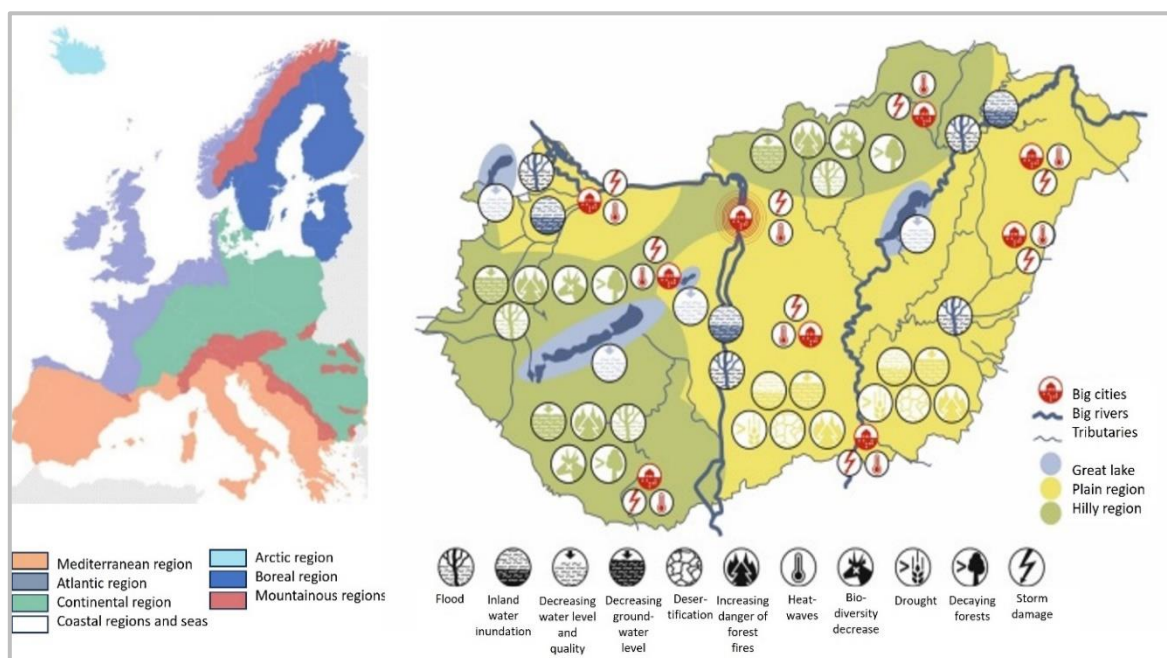 Mediterranean region
Atlantic region
Continental region
Coastal regions and seas
Arctic region
Boreal region
Mountainous regions
Big cities
Big rivers
Tributaries
Great lake
Plain region
Hilly region
Flood
Inland
water
inundation
Decreasing
water level
and
quality
Decreasing
ground-
water
level
Deser-
tification
Increasing
danger of
forest
fires
Heat-
waves
Bio-
diversity
decrease
Drought
Decaying
forests
Storm
damage